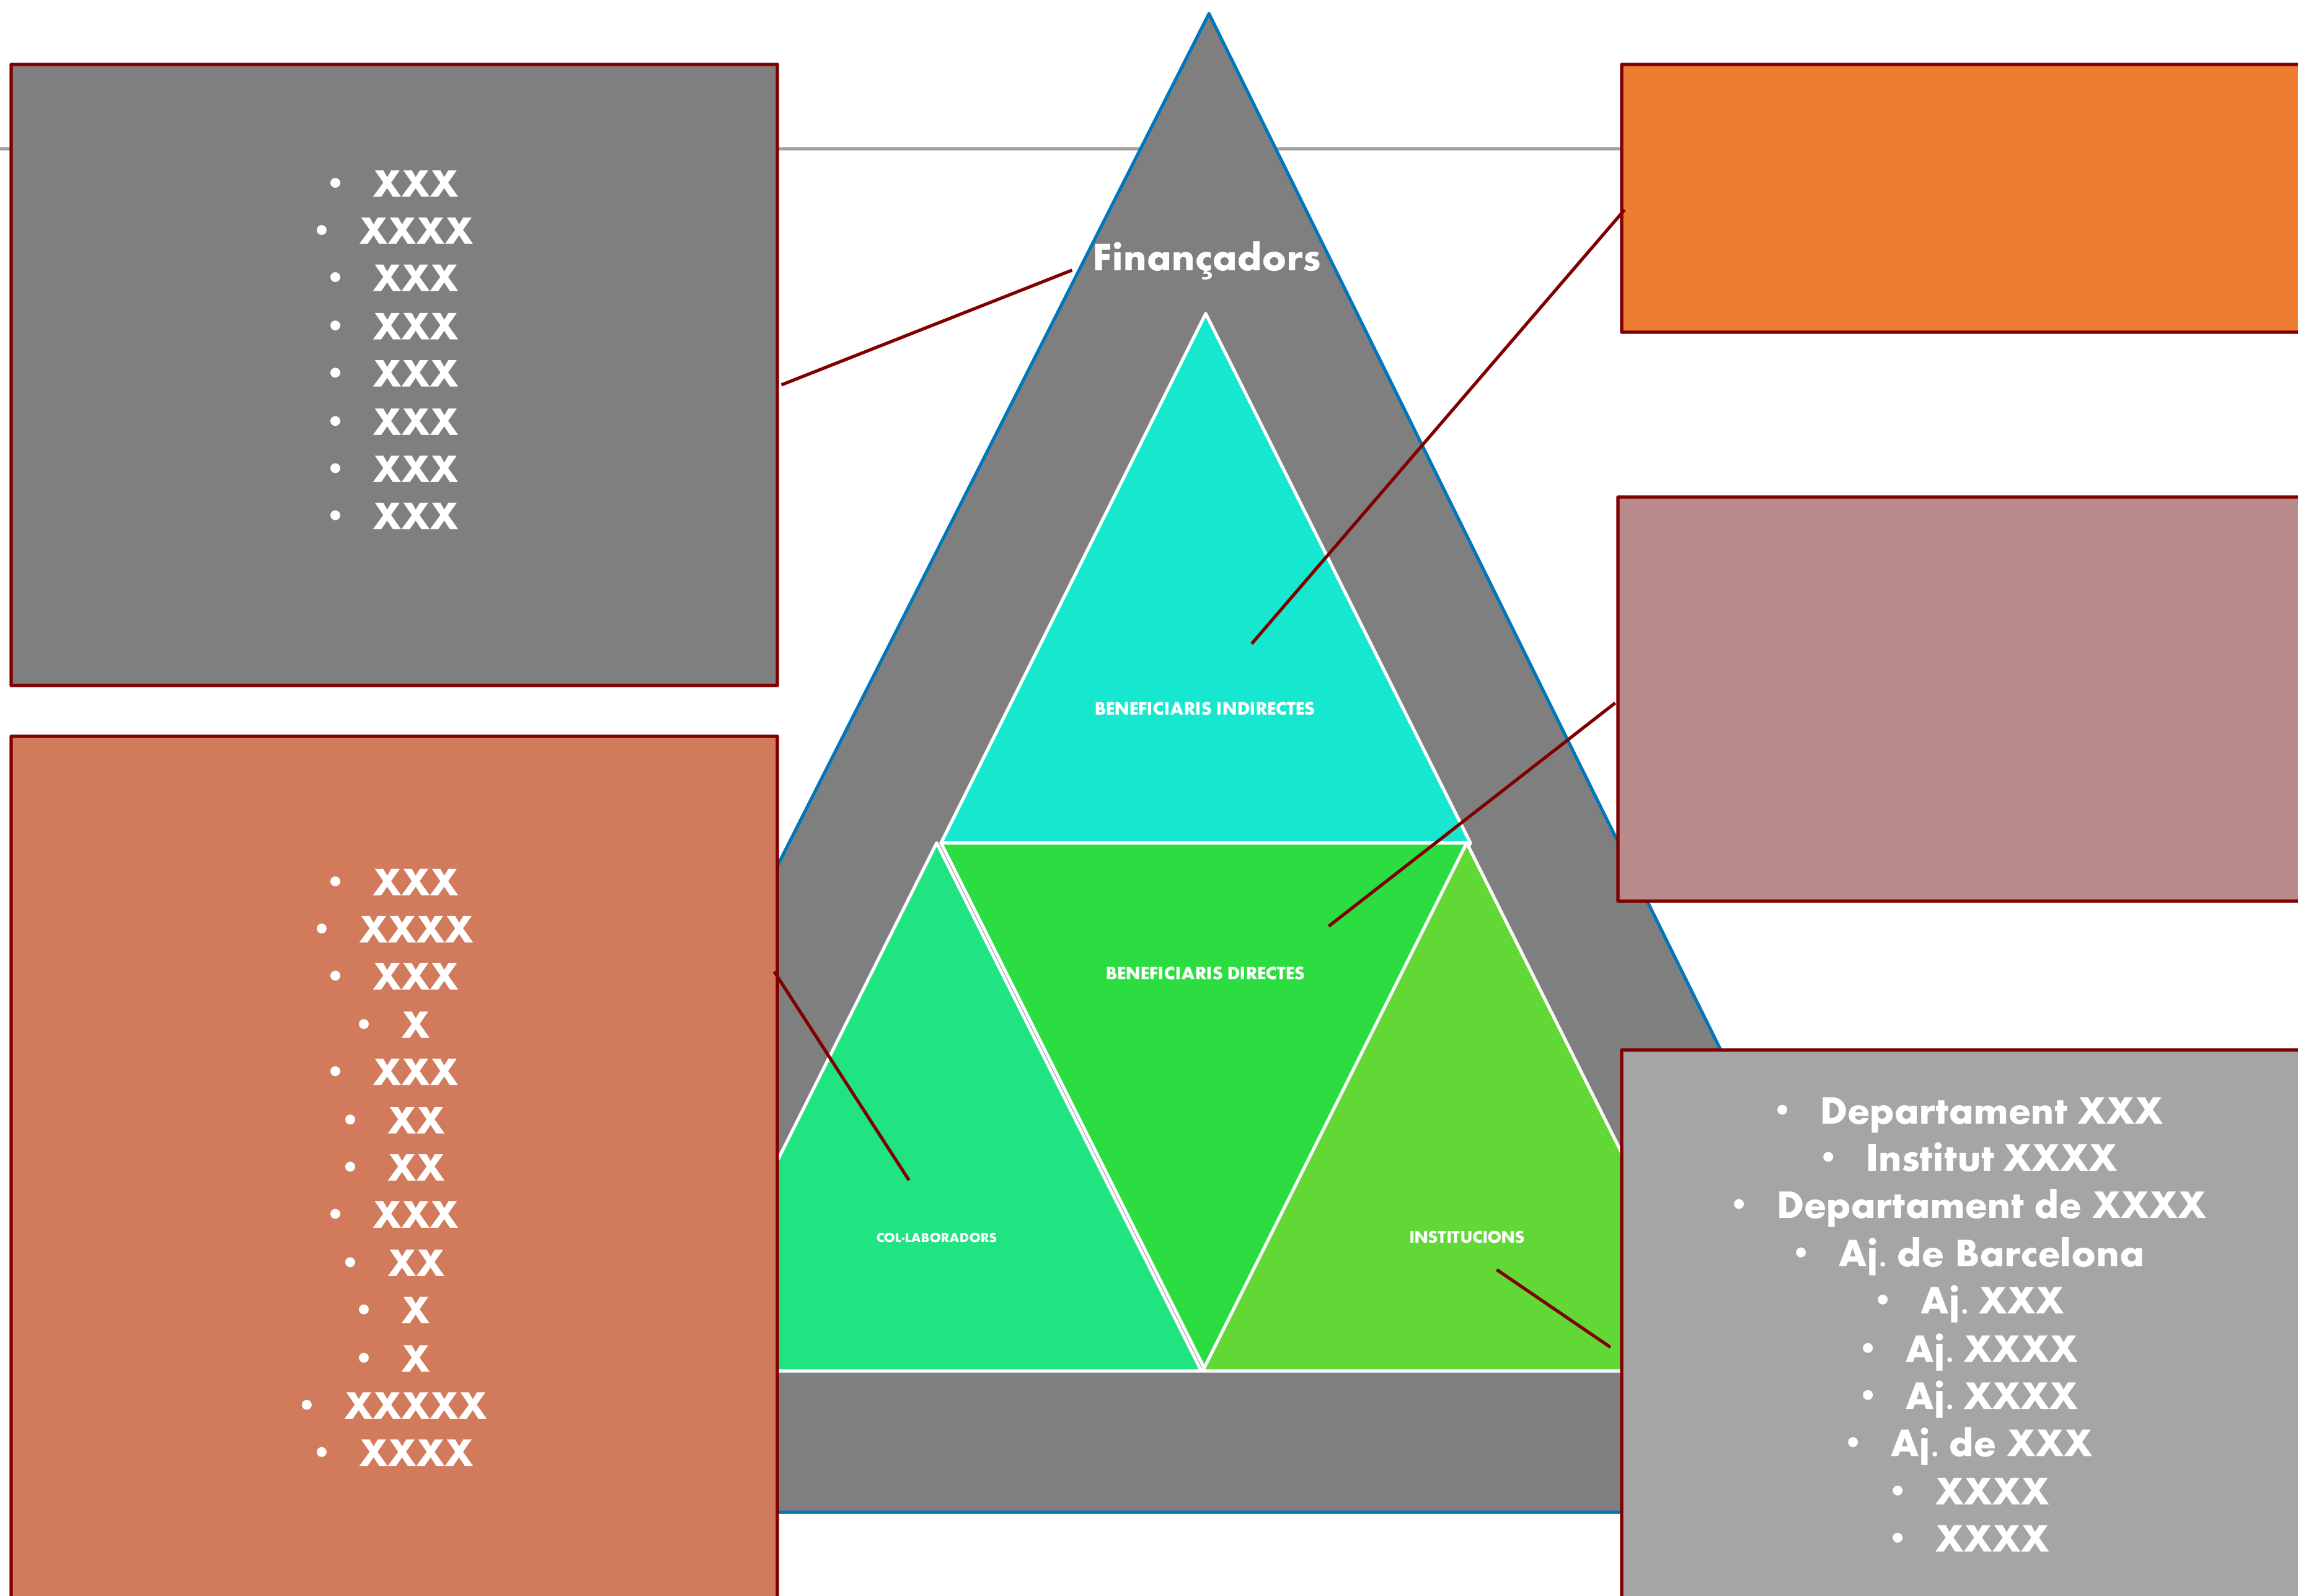 • XXX
• XXXX
• XXX
• XXX
• XXX
• XXX
• XXX
• XXX
Finançadors
BENEFICIARIS INDIRECTES
BENEFICIARIS DIRECTES
COL·LABORADORS
INSTITUCIONS
• XXX
• XXXX
• XXX
• X
• XXX
• XX
• XX
• XXX
• XX
• X
• X
• XXXXX
• XXXX
• Departament XXX
• Institut XXXX
• Departament de XXXX
• Aj. de Barcelona
• Aj. XXX
• Aj. XXXX
• Aj. XXXX
• Aj. de XXX
• XXXX
• XXXX